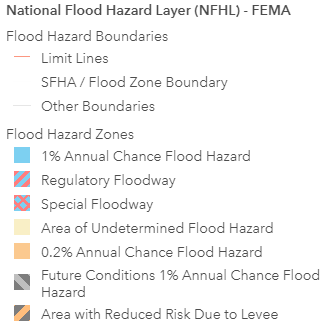 National Flood Hazard Layer (NFHL) - FEMA
Flood Hazard Boundaries
Limit Lines
SFHA / Flood Zone Boundary
Other Boundaries
Flood Hazard Zones
1% Annual Chance Flood Hazard
Regulatory Floodway
Special Floodway
Area of Undetermined Flood Hazard
0.2% Annual Chance Flood Hazard
Future Conditions 1% Annual Chance Flood
Hazard
Area with Reduced Risk Due to Levee